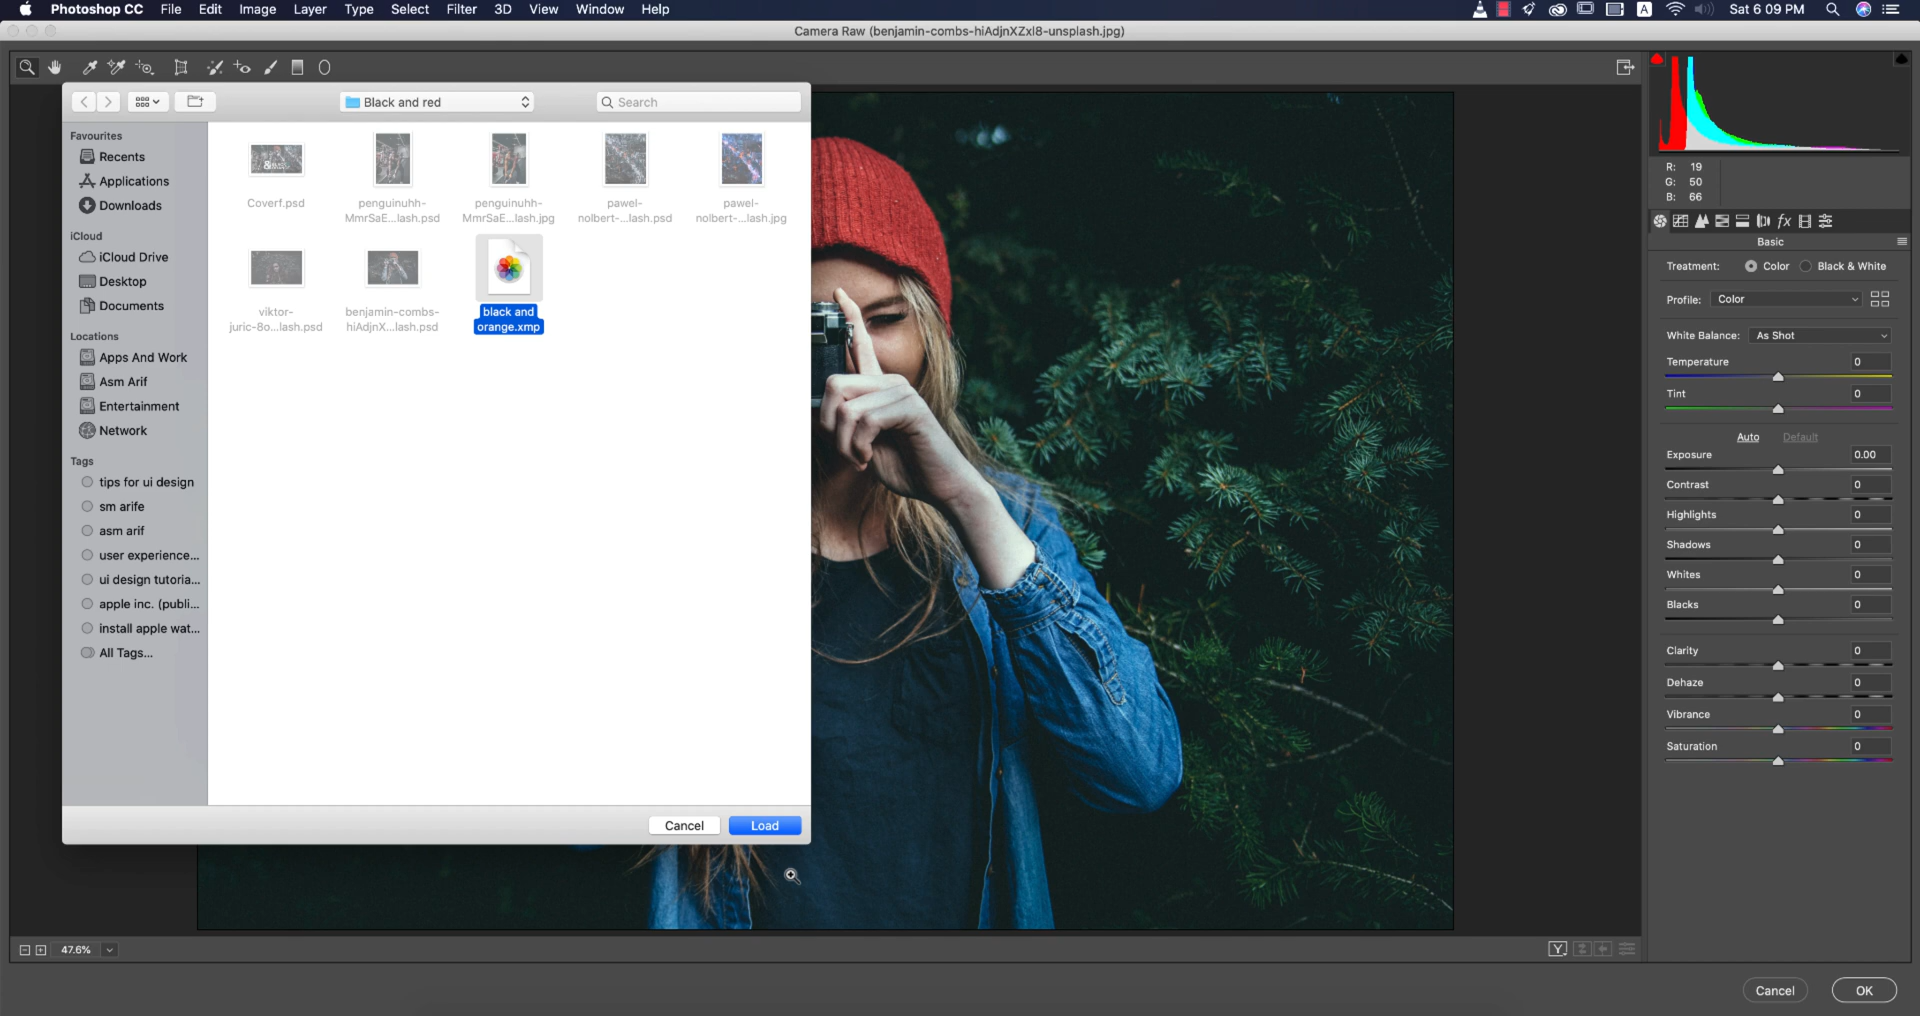 Photoshop CC File Edit Image Layer Type Select Filter 3D View Window Help
A Sat 6 09 PM
Camera Raw (benjamin-combs-hiAdjnXZxI8-unsplash.jpg)
Black and red
Search
Favourites
Recents
Applications
Downloads
iCloud
iCloud Drive
Desktop
Documents
Locations
Apps And Work
Asm Arif
Entertainment
Network
Tags
tips for ui design
sm arife
asm arif
user experience...
ui design tutoria...
apple inc. (publi...
install apple wat...
All Tags...
Coverf.psd
penguinuhh-
MmrSaE...lash.psd
penguinuhh-
MmrSaE...lash.jpg
pawel-
nolbert-...lash.psd
pawel-
nolbert-...lash.jpg
viktor-
juric-8o...lash.psd
benjamin-combs-
hiAdjnX...lash.psd
black and
orange.xmp
Cancel Load
R: 19
G: 50
B: 66
fx
Basic
Treatment: Color Black & White
Profile: Color
White Balance: As Shot
Temperature 0
Tint 0
Auto Default
Exposure 0.00
Contrast 0
Highlights 0
Shadows 0
Whites 0
Blacks 0
Clarity 0
Dehaze 0
Vibrance 0
Saturation 0
47.6%
Y
Cancel OK